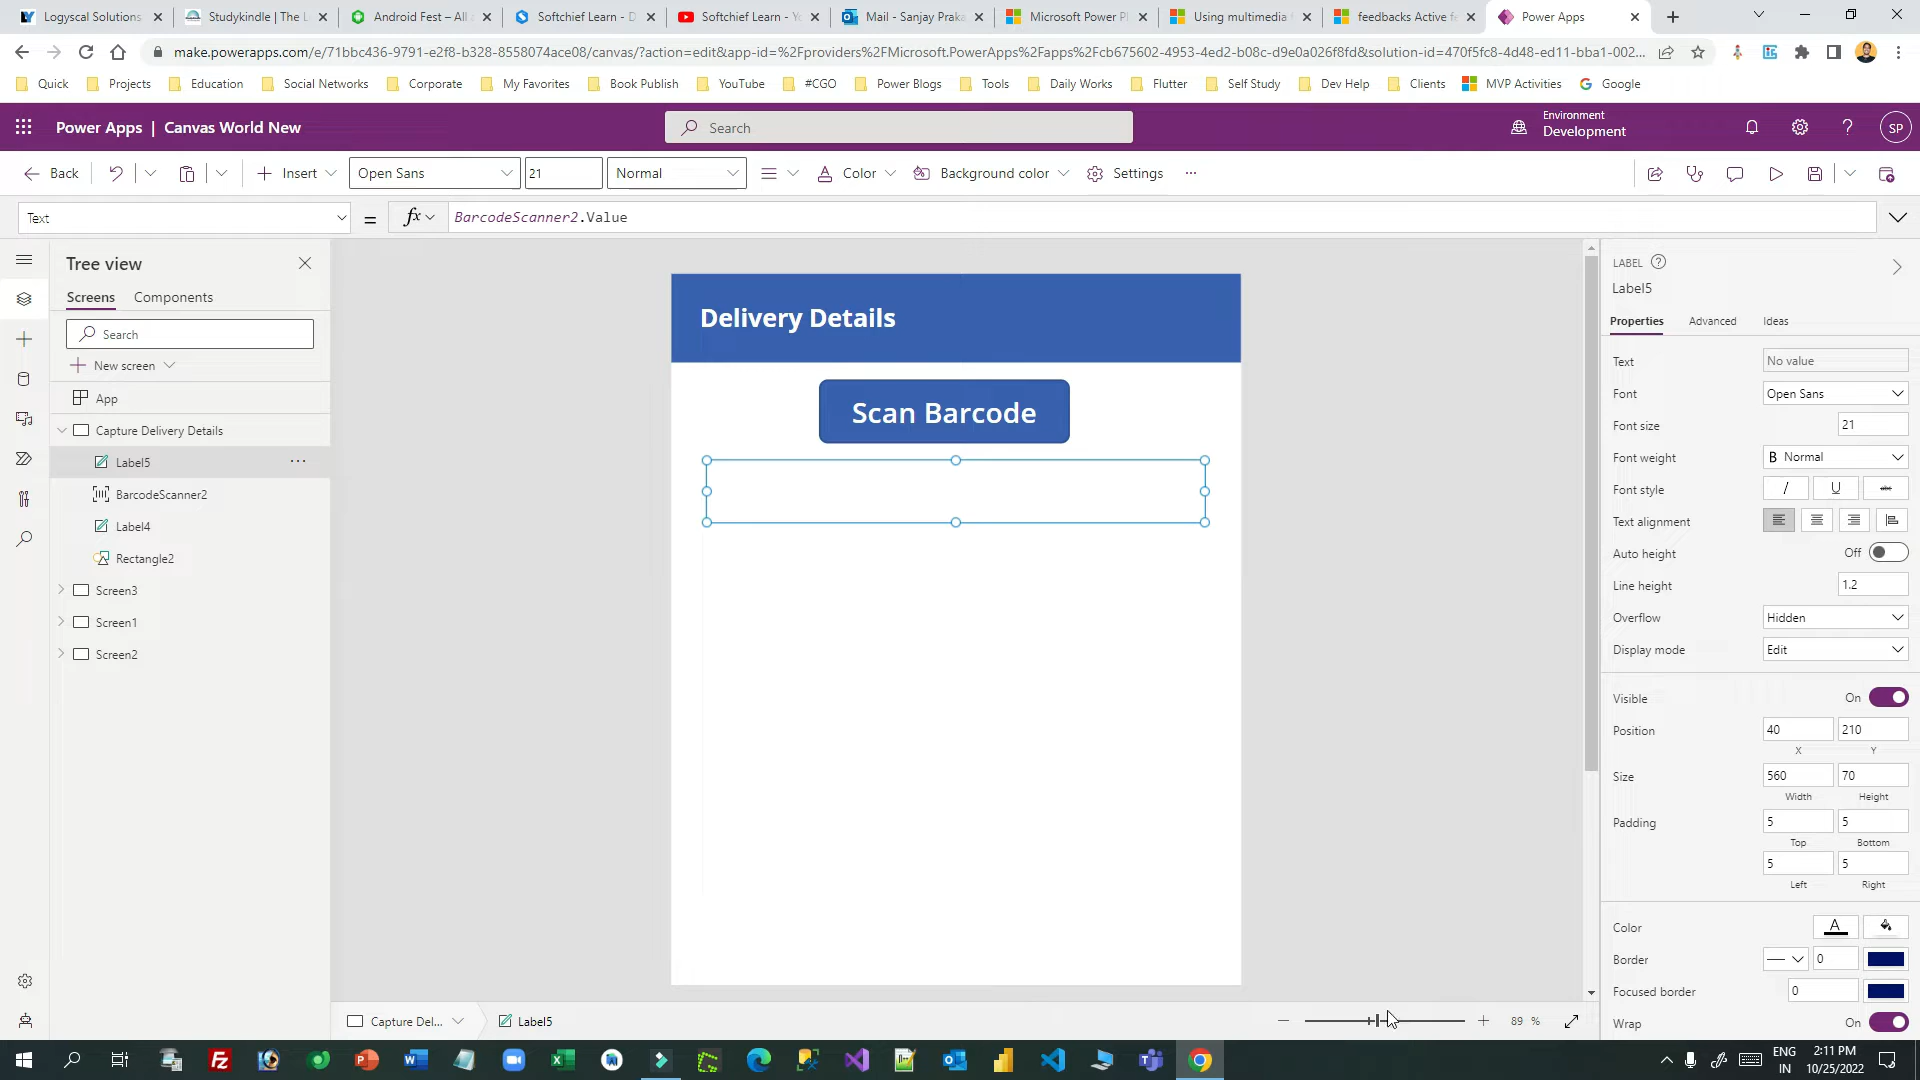 Logyscal Solutions
Studykindle | The L
Android Fest – All a
Softchief Learn - D
Softchief Learn - Yo
Mail - Sanjay Praka
Microsoft Power Pl
Using multimedia f
feedbacks Active fe
Power Apps
make.powerapps.com/e/71bbc436-9791-e2f8-b328-8558074ace08/canvas/?action=edit&app-id=%2Fproviders%2FMicrosoft.PowerApps%2Fapps%2Fcb675602-4953-4ed2-b08c-d9e0a026f8fd&solution-id=470f5fc8-4d48-ed11-bba1-002...
Quick
Projects
Education
Social Networks
Corporate
My Favorites
Book Publish
YouTube
#CGO
Power Blogs
Tools
Daily Works
Flutter
Self Study
Dev Help
Clients
MVP Activities
Google
Power Apps | Canvas World New
Search
Environment
Development
SP
Back
Insert
Open Sans
21
Normal
Color
Background color
Settings
Text
=
fx
BarcodeScanner2.Value
Tree view
Screens
Components
Search
New screen
App
Capture Delivery Details
Label5
BarcodeScanner2
Label4
Rectangle2
Screen3
Screen1
Screen2
Delivery Details
Scan Barcode
LABEL
Label5
Properties
Advanced
Ideas
Text
No value
Font
Open Sans
Font size
21
Font weight
B Normal
Font style
/
U
abc
Text alignment
Auto height
Off
Line height
1.2
Overflow
Hidden
Display mode
Edit
Visible
On
Position
40
210
X
Y
Size
560
70
Width
Height
Padding
5
5
Top
Bottom
5
5
Left
Right
Color
A
Border
0
Focused border
0
Wrap
On
Capture Del...
Label5
89 %
ENG
IN
2:11 PM
10/25/2022